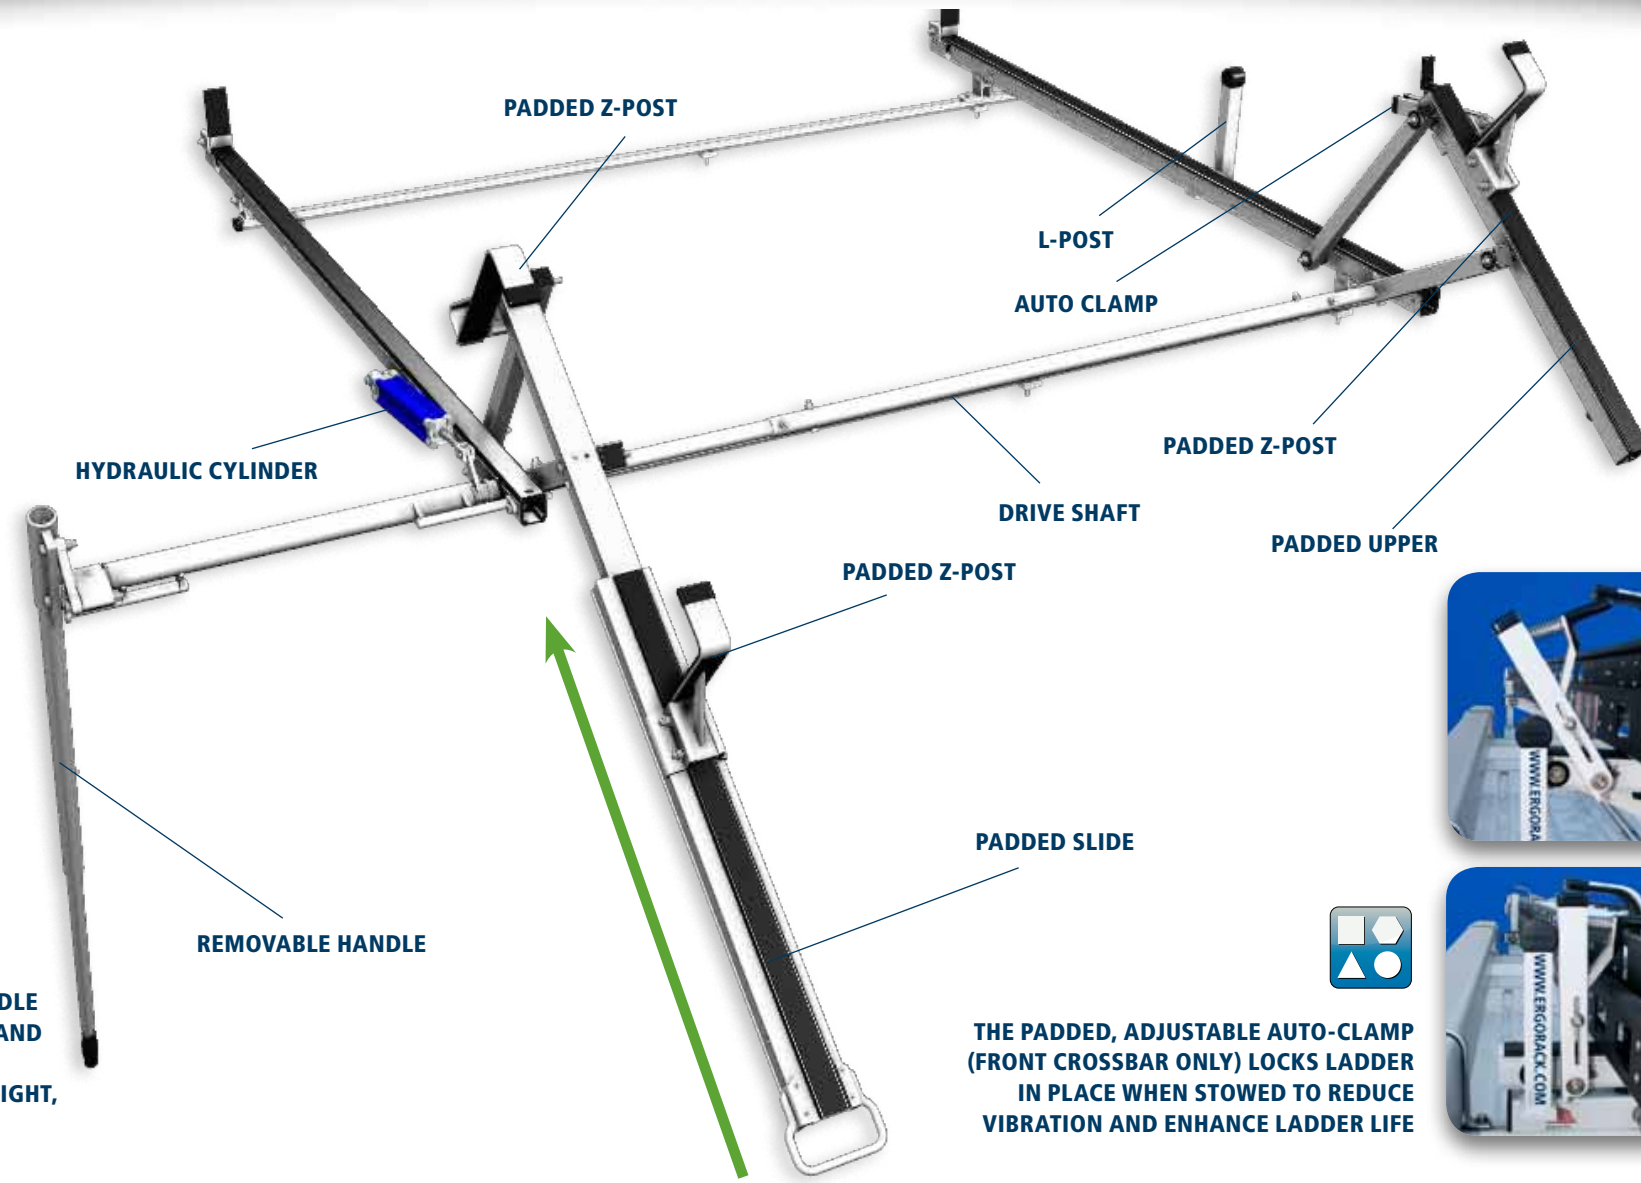 PADDED Z-POST
L-POST
AUTO CLAMP
HYDRAULIC CYLINDER
PADDED Z-POST
DRIVE SHAFT
PADDED UPPER
PADDED Z-POST
PADDED SLIDE
REMOVABLE HANDLE
DLE
AND
IGHT,
THE PADDED, ADJUSTABLE AUTO-CLAMP
(FRONT CROSSBAR ONLY) LOCKS LADDER
IN PLACE WHEN STOWED TO REDUCE
VIBRATION AND ENHANCE LADDER LIFE
WWW.ERGORA
WWW.ERGORACK.COM